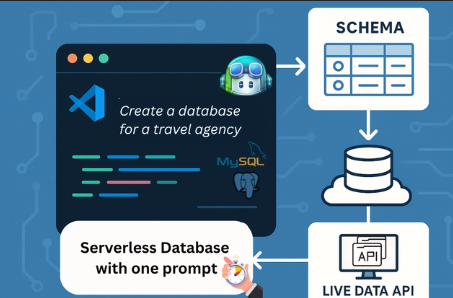 SCHEMA
Create a database
for a travel agency
MySQL
Serverless Database
with one prompt
API
LIVE DATA API